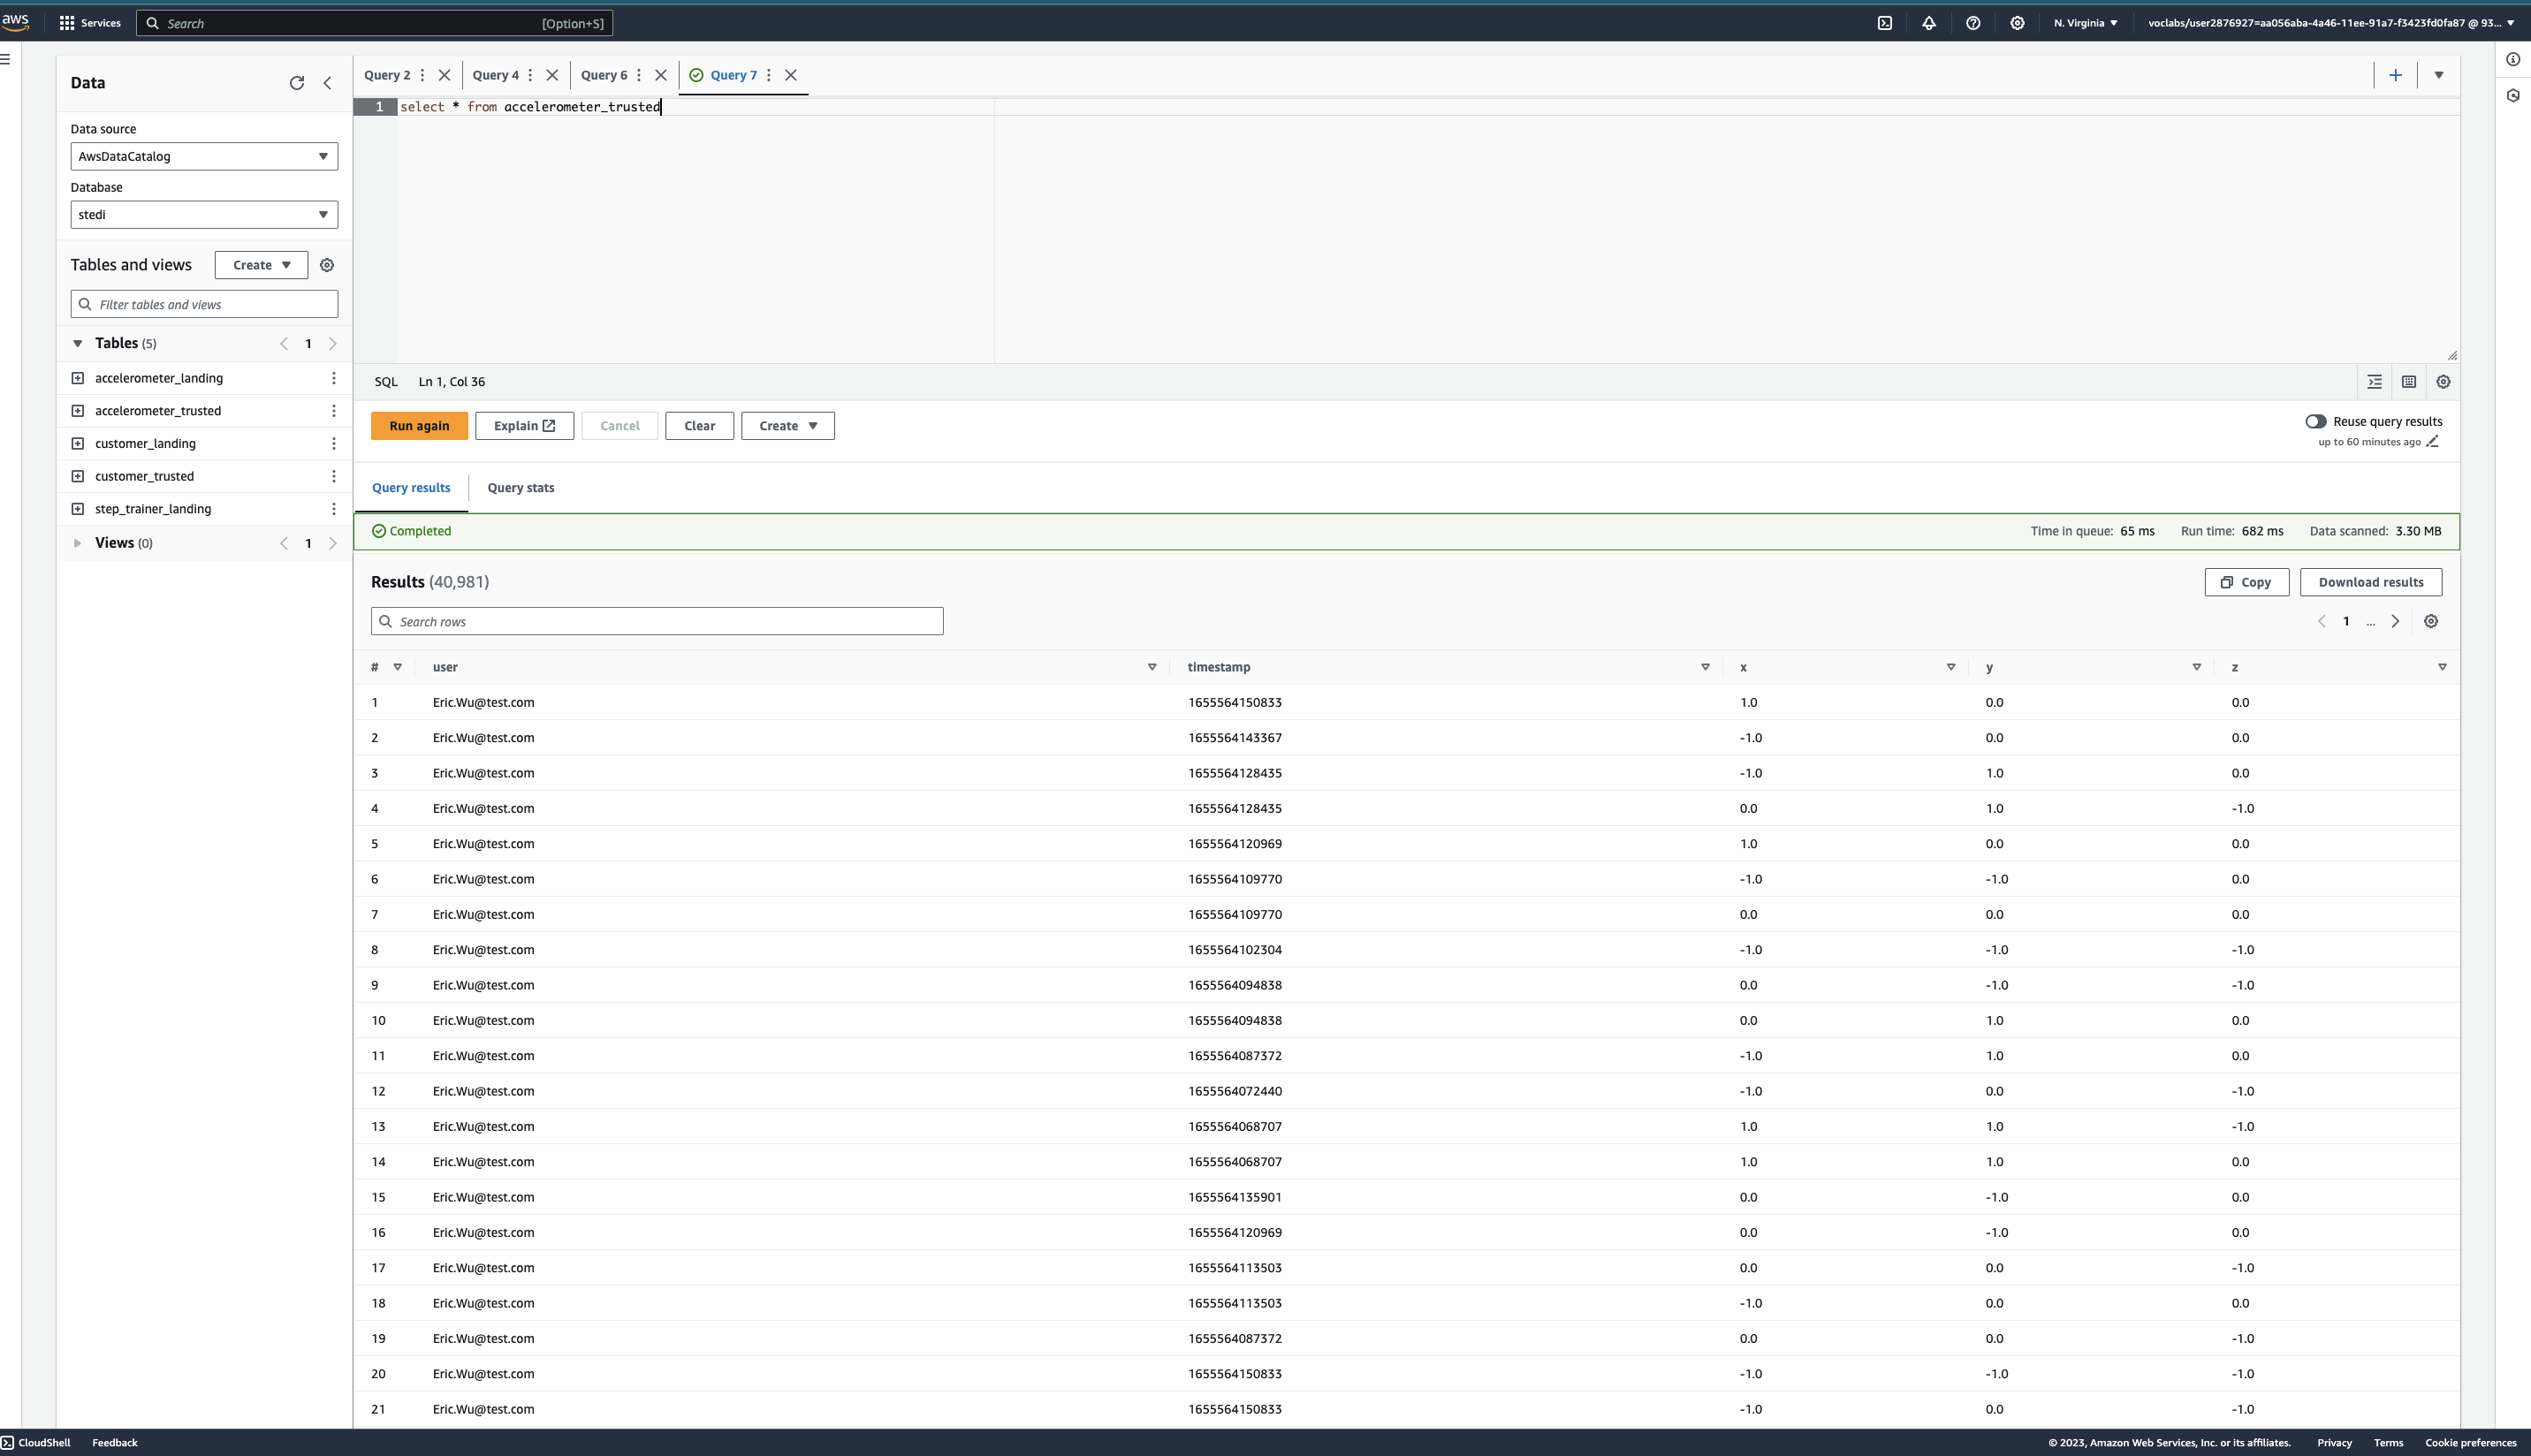 aws Services Search [Option+S] N. Virginia voclabs/user2876927=aa056aba-4a46-11ee-91a7-f3423fd0fa87 @ 93...
Data
Data source
AwsDataCatalog
Database
stedi
Tables and views Create
Filter tables and views
Tables (5) 1
accelerometer_landing
accelerometer_trusted
customer_landing
customer_trusted
step_trainer_landing
Views (0) 1
Query 2 Query 4 Query 6 Query 7
1 select * from accelerometer_trusted
SQL Ln 1, Col 36
Run again Explain Cancel Clear Create
Reuse query results
up to 60 minutes ago
Query results Query stats
Completed Time in queue: 65 ms Run time: 682 ms Data scanned: 3.30 MB
Results (40,981) Copy Download results
Search rows 1 ...
# user timestamp x y z
1 Eric.Wu@test.com 1655564150833 1.0 0.0 0.0
2 Eric.Wu@test.com 1655564143367 -1.0 0.0 0.0
3 Eric.Wu@test.com 1655564128435 -1.0 1.0 0.0
4 Eric.Wu@test.com 1655564128435 0.0 1.0 -1.0
5 Eric.Wu@test.com 1655564120969 1.0 0.0 0.0
6 Eric.Wu@test.com 1655564109770 -1.0 -1.0 0.0
7 Eric.Wu@test.com 1655564109770 0.0 0.0 0.0
8 Eric.Wu@test.com 1655564102304 -1.0 -1.0 -1.0
9 Eric.Wu@test.com 1655564094838 0.0 -1.0 -1.0
10 Eric.Wu@test.com 1655564094838 0.0 1.0 0.0
11 Eric.Wu@test.com 1655564087372 -1.0 1.0 0.0
12 Eric.Wu@test.com 1655564072440 -1.0 0.0 -1.0
13 Eric.Wu@test.com 1655564068707 1.0 1.0 -1.0
14 Eric.Wu@test.com 1655564068707 1.0 1.0 0.0
15 Eric.Wu@test.com 1655564135901 0.0 -1.0 0.0
16 Eric.Wu@test.com 1655564120969 0.0 -1.0 0.0
17 Eric.Wu@test.com 1655564113503 0.0 0.0 -1.0
18 Eric.Wu@test.com 1655564113503 -1.0 0.0 0.0
19 Eric.Wu@test.com 1655564087372 0.0 0.0 -1.0
20 Eric.Wu@test.com 1655564150833 -1.0 -1.0 -1.0
21 Eric.Wu@test.com 1655564150833 -1.0 0.0 -1.0
CloudShell Feedback © 2023, Amazon Web Services, Inc. or its affiliates. Privacy Terms Cookie preferences